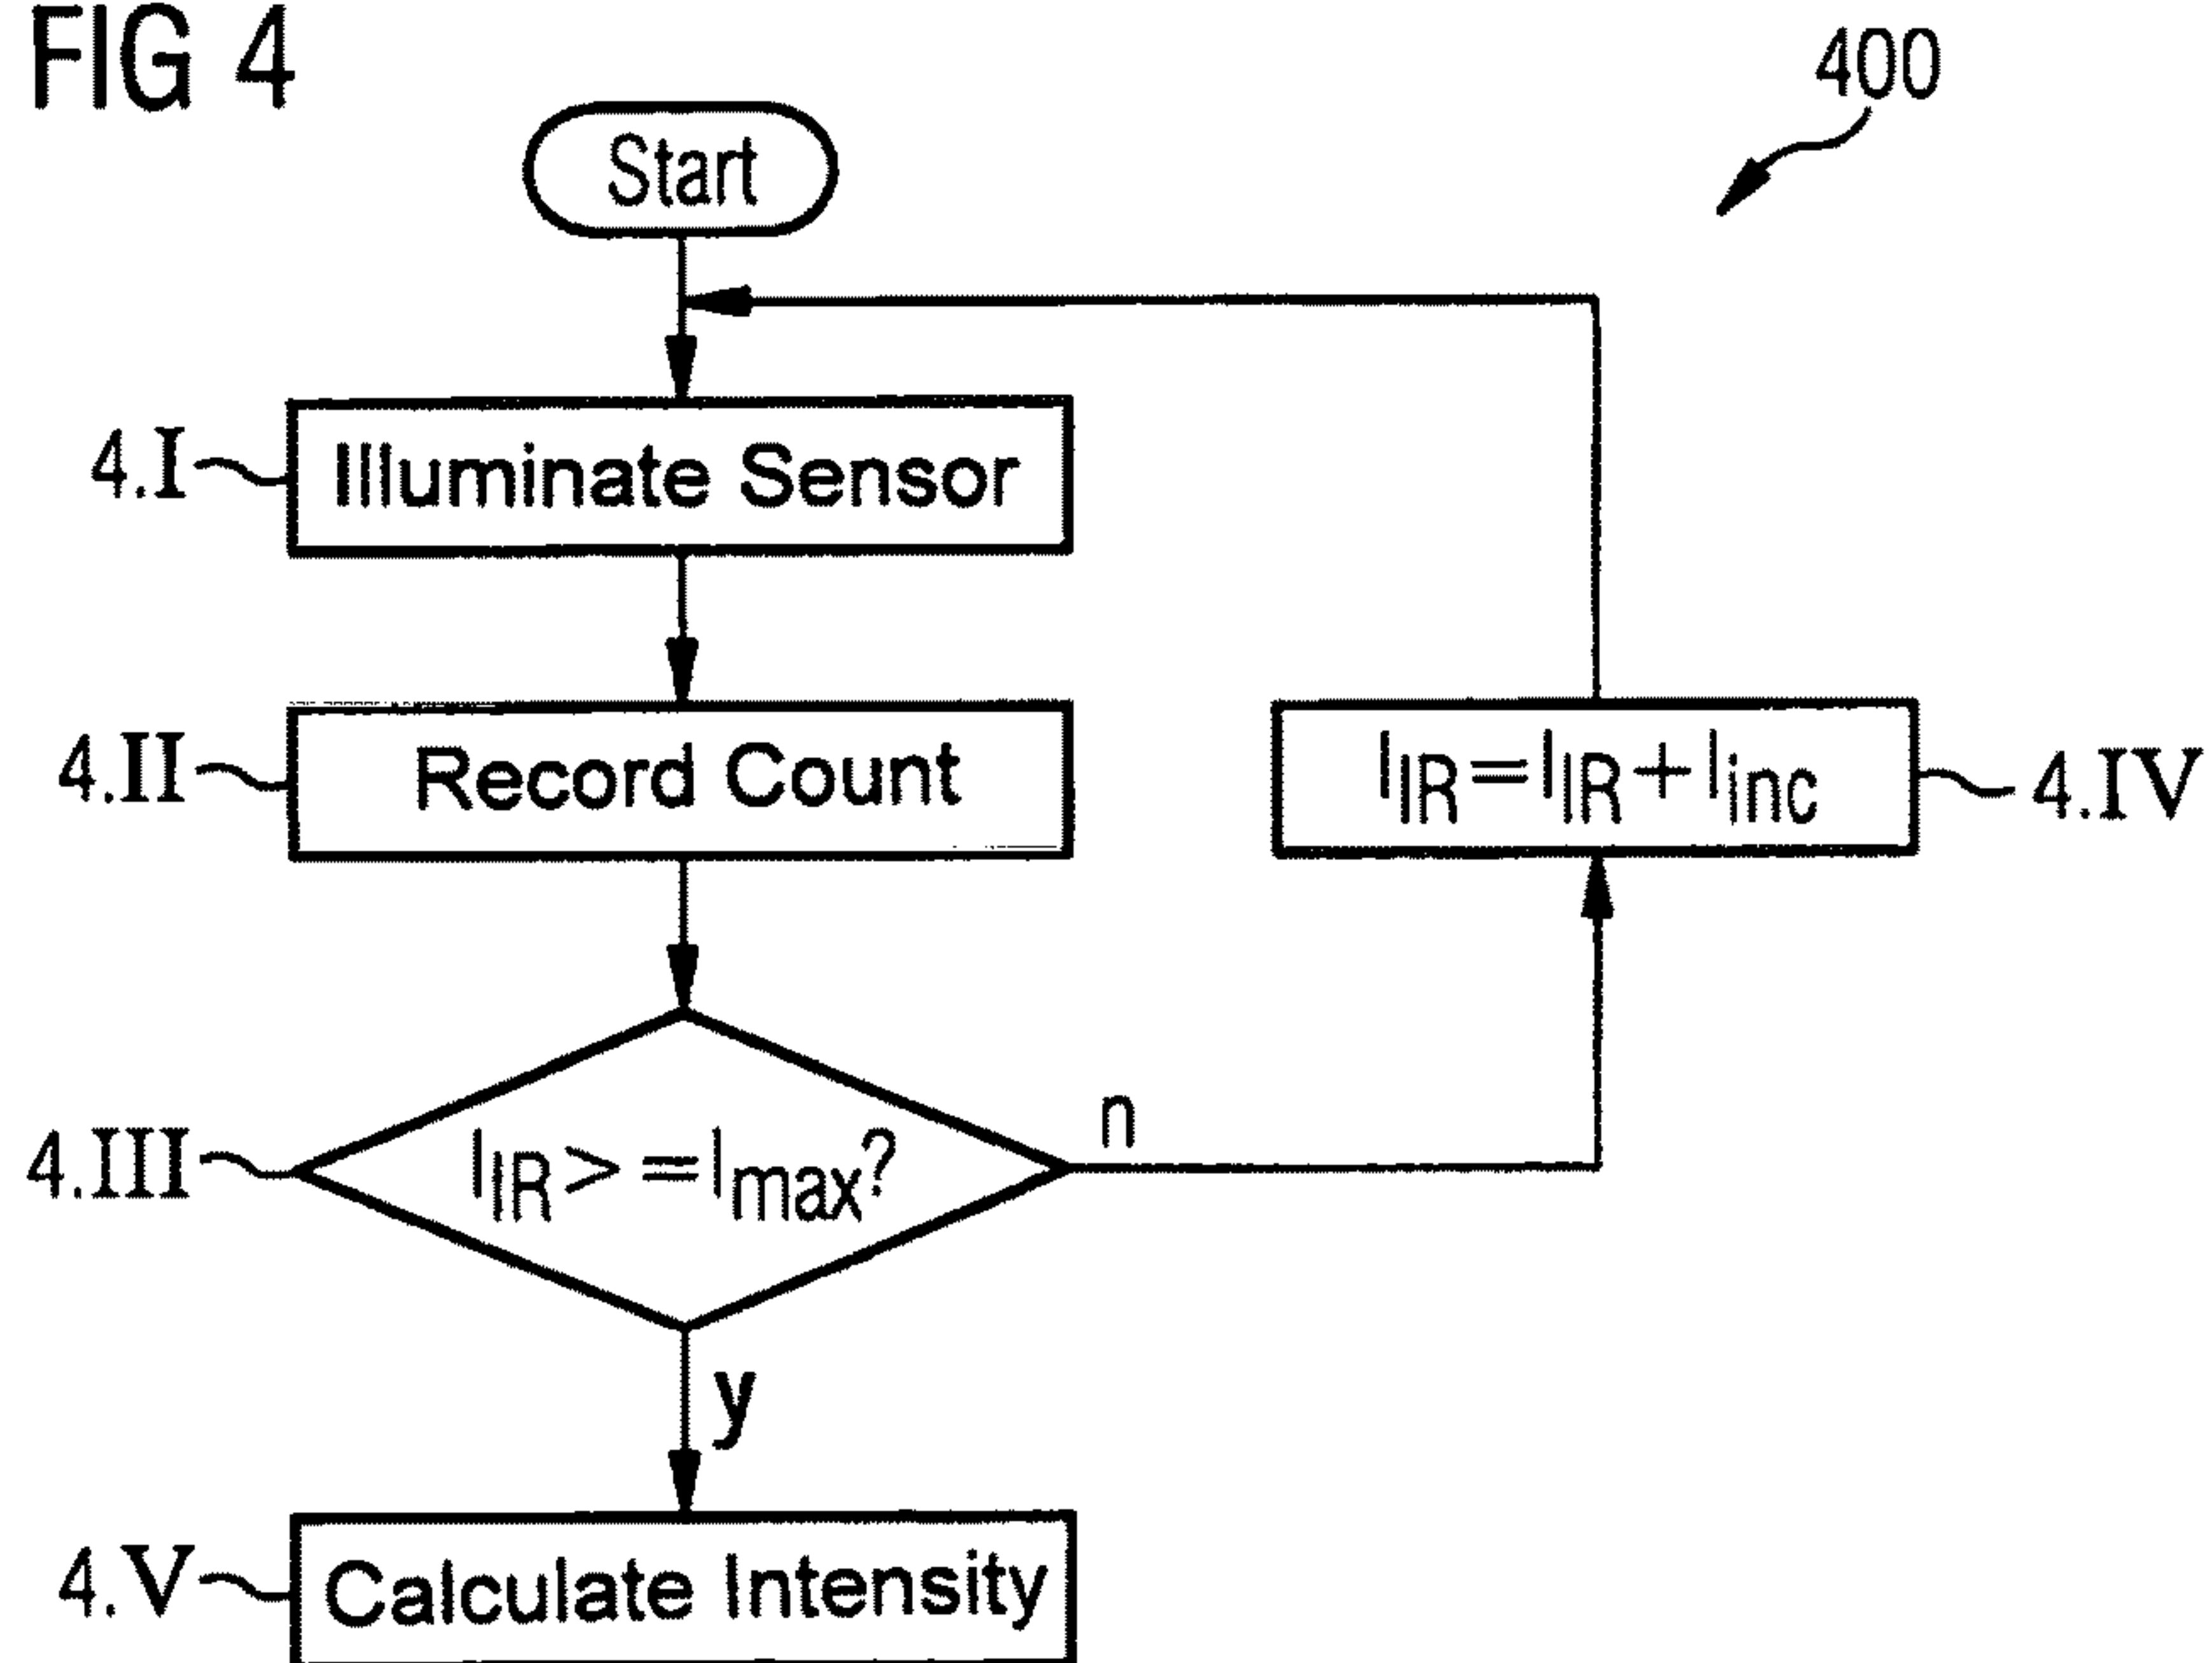 FIG 4
400
Start
4.I
Illuminate Sensor
4.II
Record Count
I_IR=I_IR+I_inc
4.IV
4.III
I_IR>=I_max?
n
y
4.V
Calculate Intensity